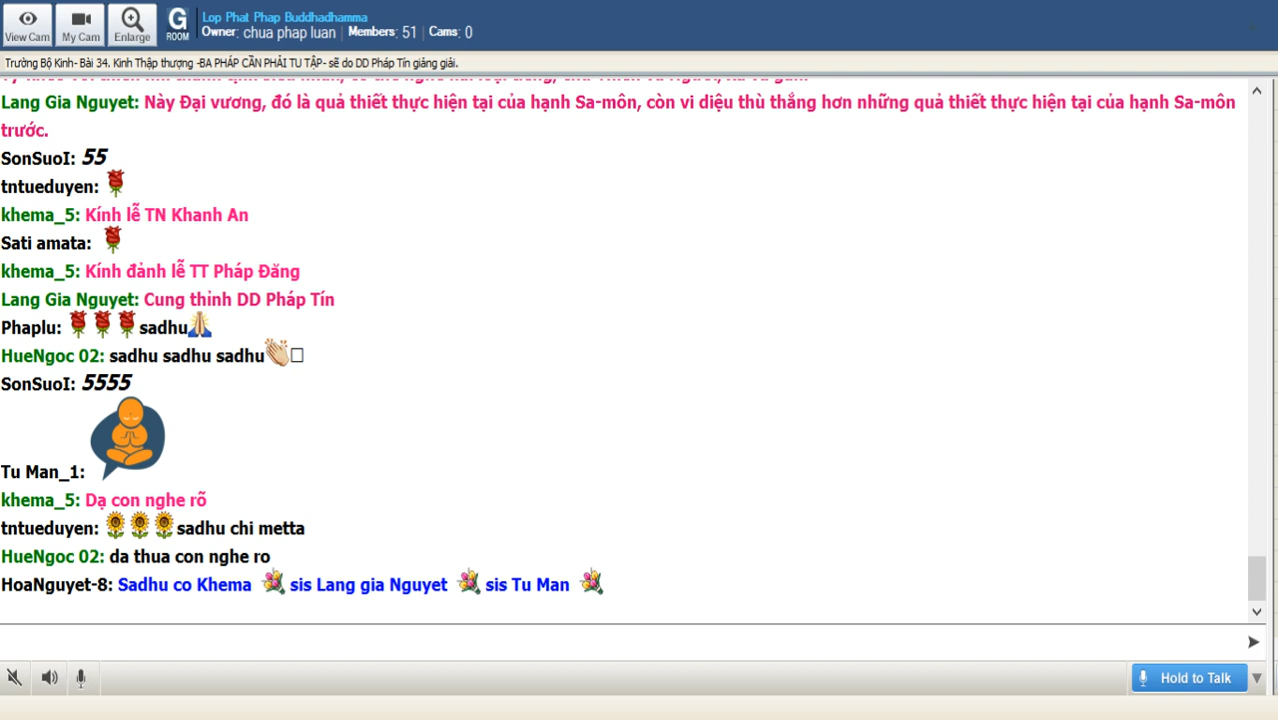 View Cam
My Cam
Enlarge
G
ROOM
Lop Phat Phap Buddhadhamma
Owner: chua phap luan | Members: 51 | Cams: 0
Trường Bộ Kinh- Bài 34. Kinh Thập thượng -BA PHÁP CẦN PHẢI TU TẬP- sẽ do DD Pháp Tín giảng giải.
Lang Gia Nguyet: Này Đại vương, đó là quả thiết thực hiện tại của hạnh Sa-môn, còn vi diệu thù thắng hơn những quả thiết thực hiện tại của hạnh Sa-môn
trước.
SonSuoI: 55
tntueduyen:
khema_5: Kính lễ TN Khanh An
Sati amata:
khema_5: Kính đảnh lễ TT Pháp Đăng
Lang Gia Nguyet: Cung thỉnh DD Pháp Tín
Phaplu: sadhu
HueNgoc 02: sadhu sadhu sadhu
SonSuoI: 5555
Tu Man_1:
khema_5: Dạ con nghe rõ
tntueduyen: sadhu chi metta
HueNgoc 02: da thua con nghe ro
HoaNguyet-8: Sadhu co Khema sis Lang gia Nguyet sis Tu Man
Hold to Talk